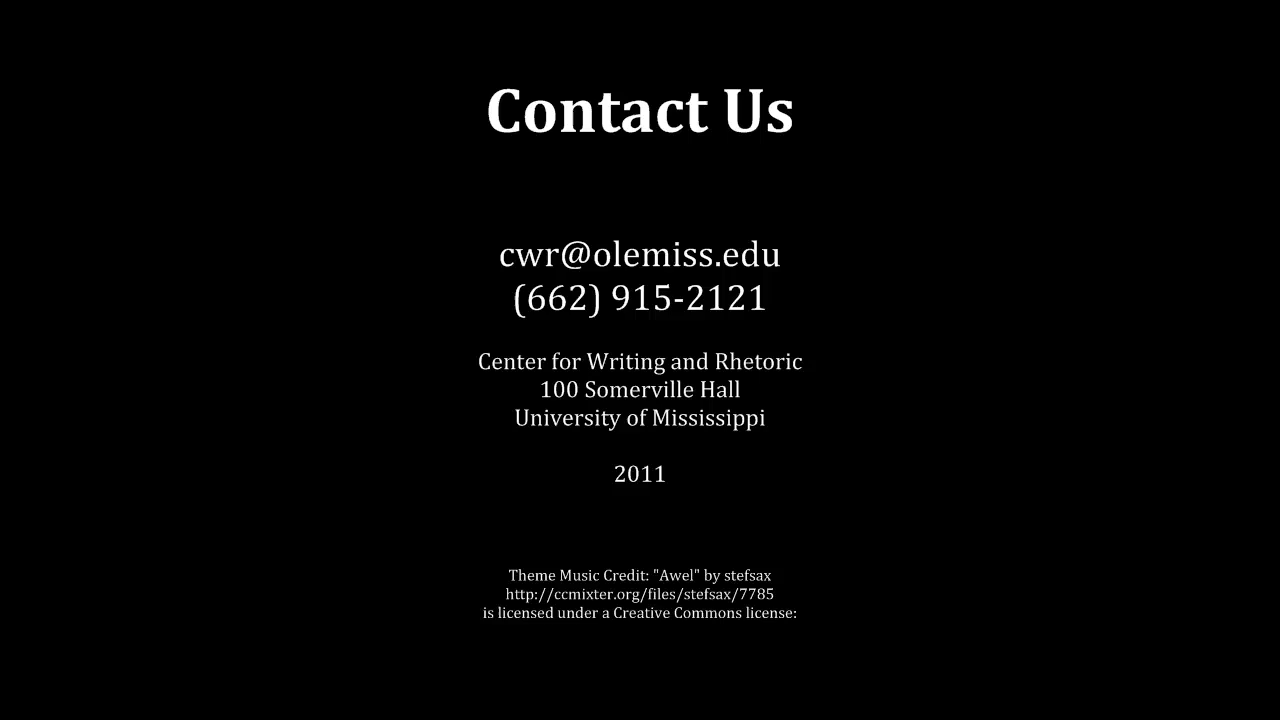 Contact Us
cwr@olemiss.edu
(662) 915-2121
Center for Writing and Rhetoric
100 Somerville Hall
University of Mississippi
2011
Theme Music Credit: "Awel" by stefsax
http://ccmixter.org/files/stefsax/7785
is licensed under a Creative Commons license: